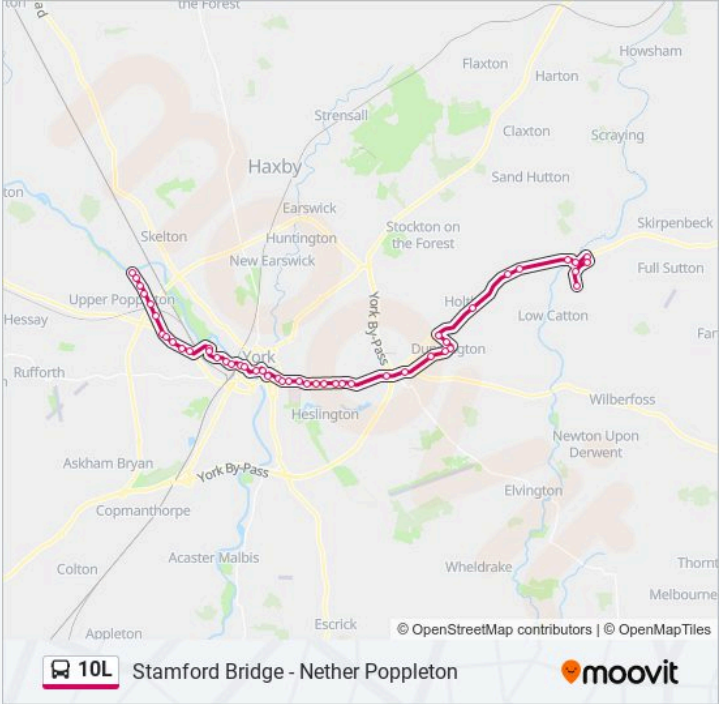 the Forest
Howsham
Flaxton
Harton
Strensall
Claxton
Scraying
Haxby
Sand Hutton
Earswick
Skirpenbeck
Stockton on
the Forest
Skelton
Huntington
New Earswick
Full Sutton
Upper Poppleton
Low Catton
Hessay
York By-Pass
York
Rufforth
Wilberfoss
Heslington
Newton Upon
Derwent
Askham Bryan
York By-Pass
Elvington
Copmanthorpe
Acaster Malbis
Wheldrake
Colton
Thornt
Melbourne
Escrick
Appleton
© OpenStreetMap contributors | © OpenMapTiles
10L Stamford Bridge - Nether Poppleton
moovit